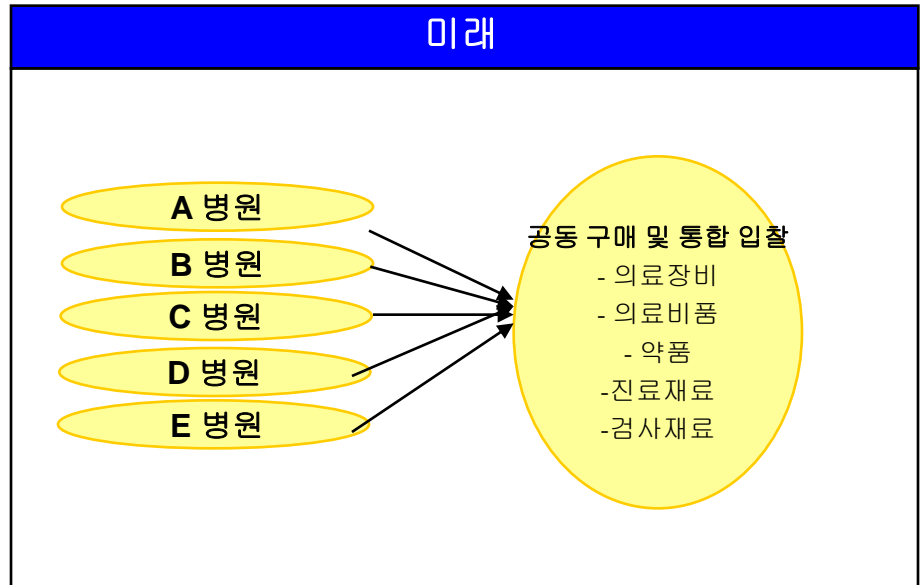 미래
A 병원
B 병원
C 병원
D 병원
E 병원
공동 구매 및 통합 입찰
- 의료장비
- 의료비품
- 약품
-진료재료
-검사재료